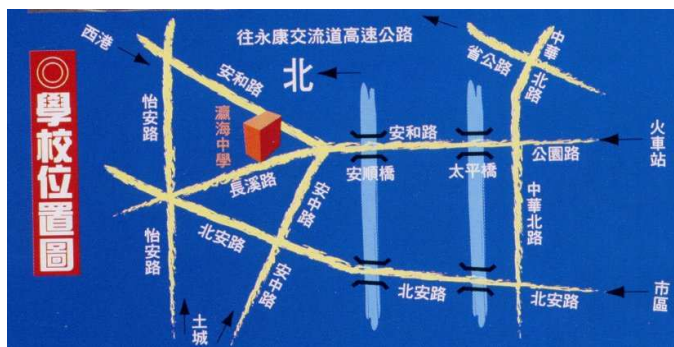 ◎學校位置圖
西港
往永康交流道高速公路
北
省公路
中華北路
安和路
怡安路
瀛海中學
安和路
火車站
公園路
長溪路
安順橋
太平橋
安中路
中華北路
怡安路
北安路
安中路
北安路
北安路
市區
土城